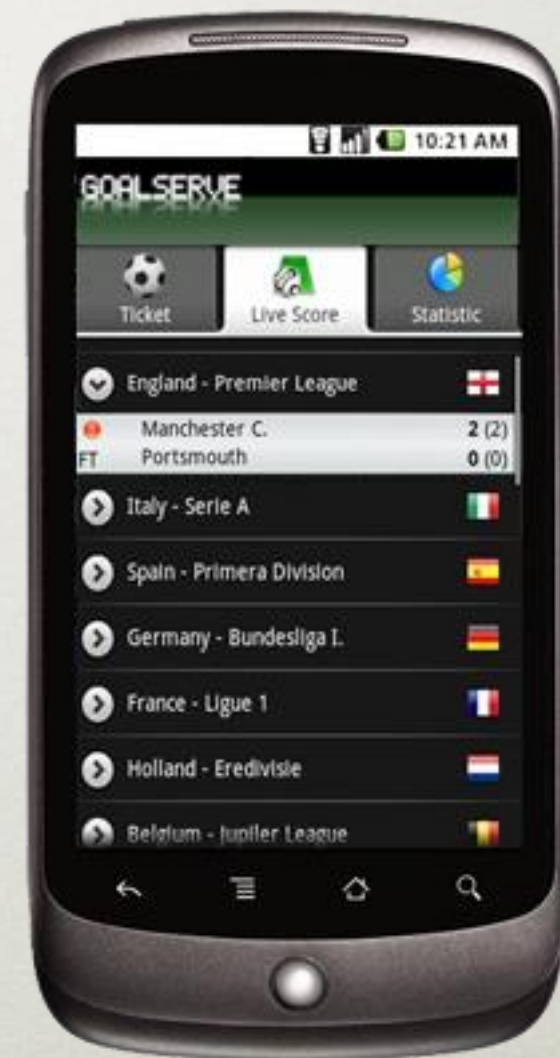 10:21 AM
GOALSERVE
Ticket Live Score Statistic
England - Premier League
Manchester C. 2 (2)
FT Portsmouth 0 (0)
Italy - Serie A
Spain - Primera Division
Germany - Bundesliga I.
France - Ligue 1
Holland - Eredivisie
Belgium - Jupiler League